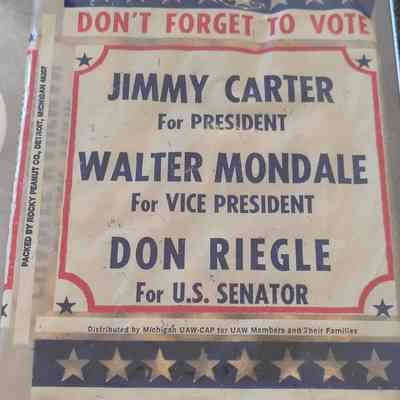 DON'T FORGET TO VOTE
JIMMY CARTER
For PRESIDENT
WALTER MONDALE
For VICE PRESIDENT
DON RIEGLE
For U.S. SENATOR
Distributed by Michigan UAW-CAP for UAW Members and Their Families
PACKED BY ROCKY PEANUT CO., DETROIT, MICHIGAN 48207